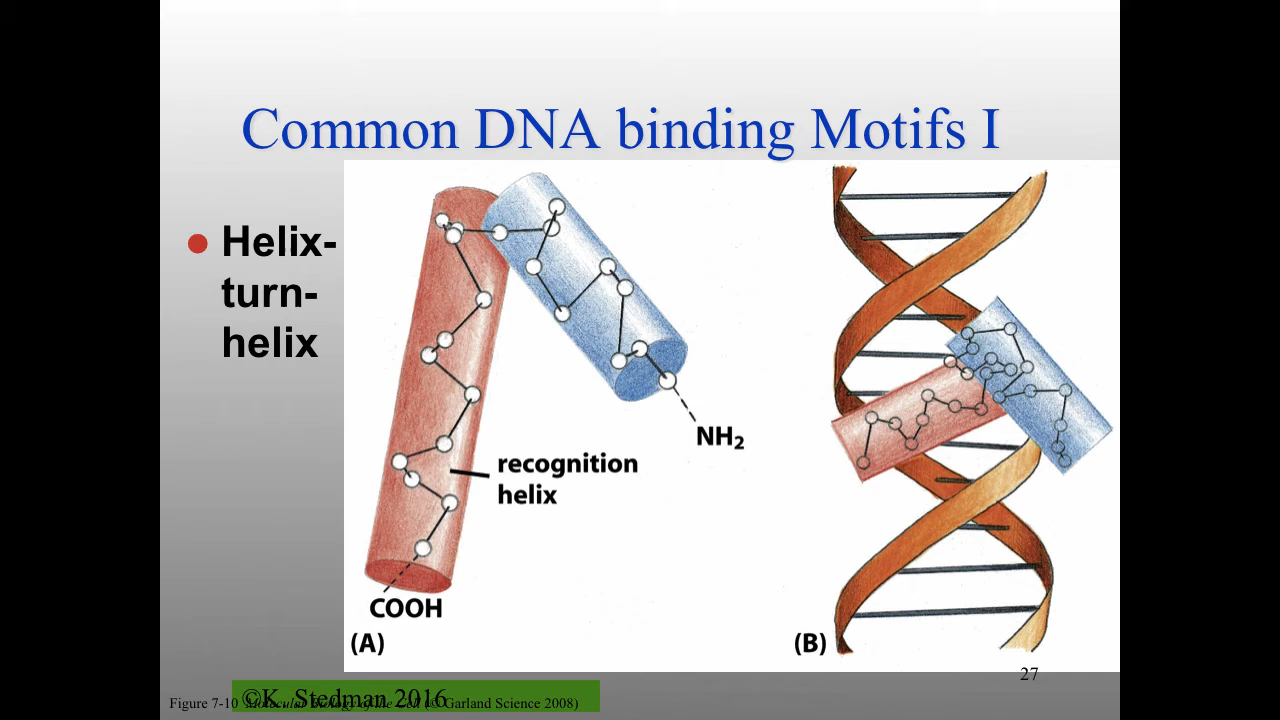 Common DNA binding Motifs I
Helix-
turn-
helix
NH2
recognition
helix
COOH
(A)
(B)
27
©K. Stedman 2016
Figure 7-10 Molecular Biology of the Cell (© Garland Science 2008)